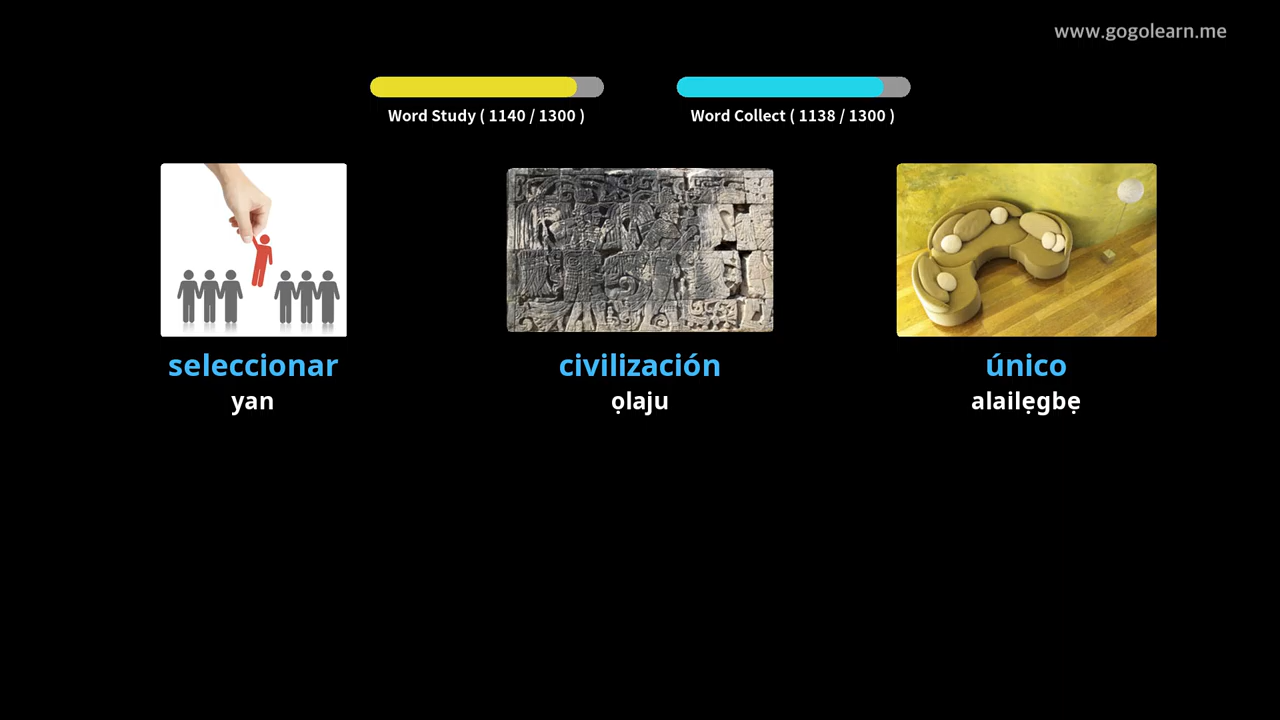 www.gogolearn.me
Word Study ( 1140 / 1300 )
Word Collect ( 1138 / 1300 )
seleccionar
yan
civilización
ọlaju
único
alailẹgbẹ